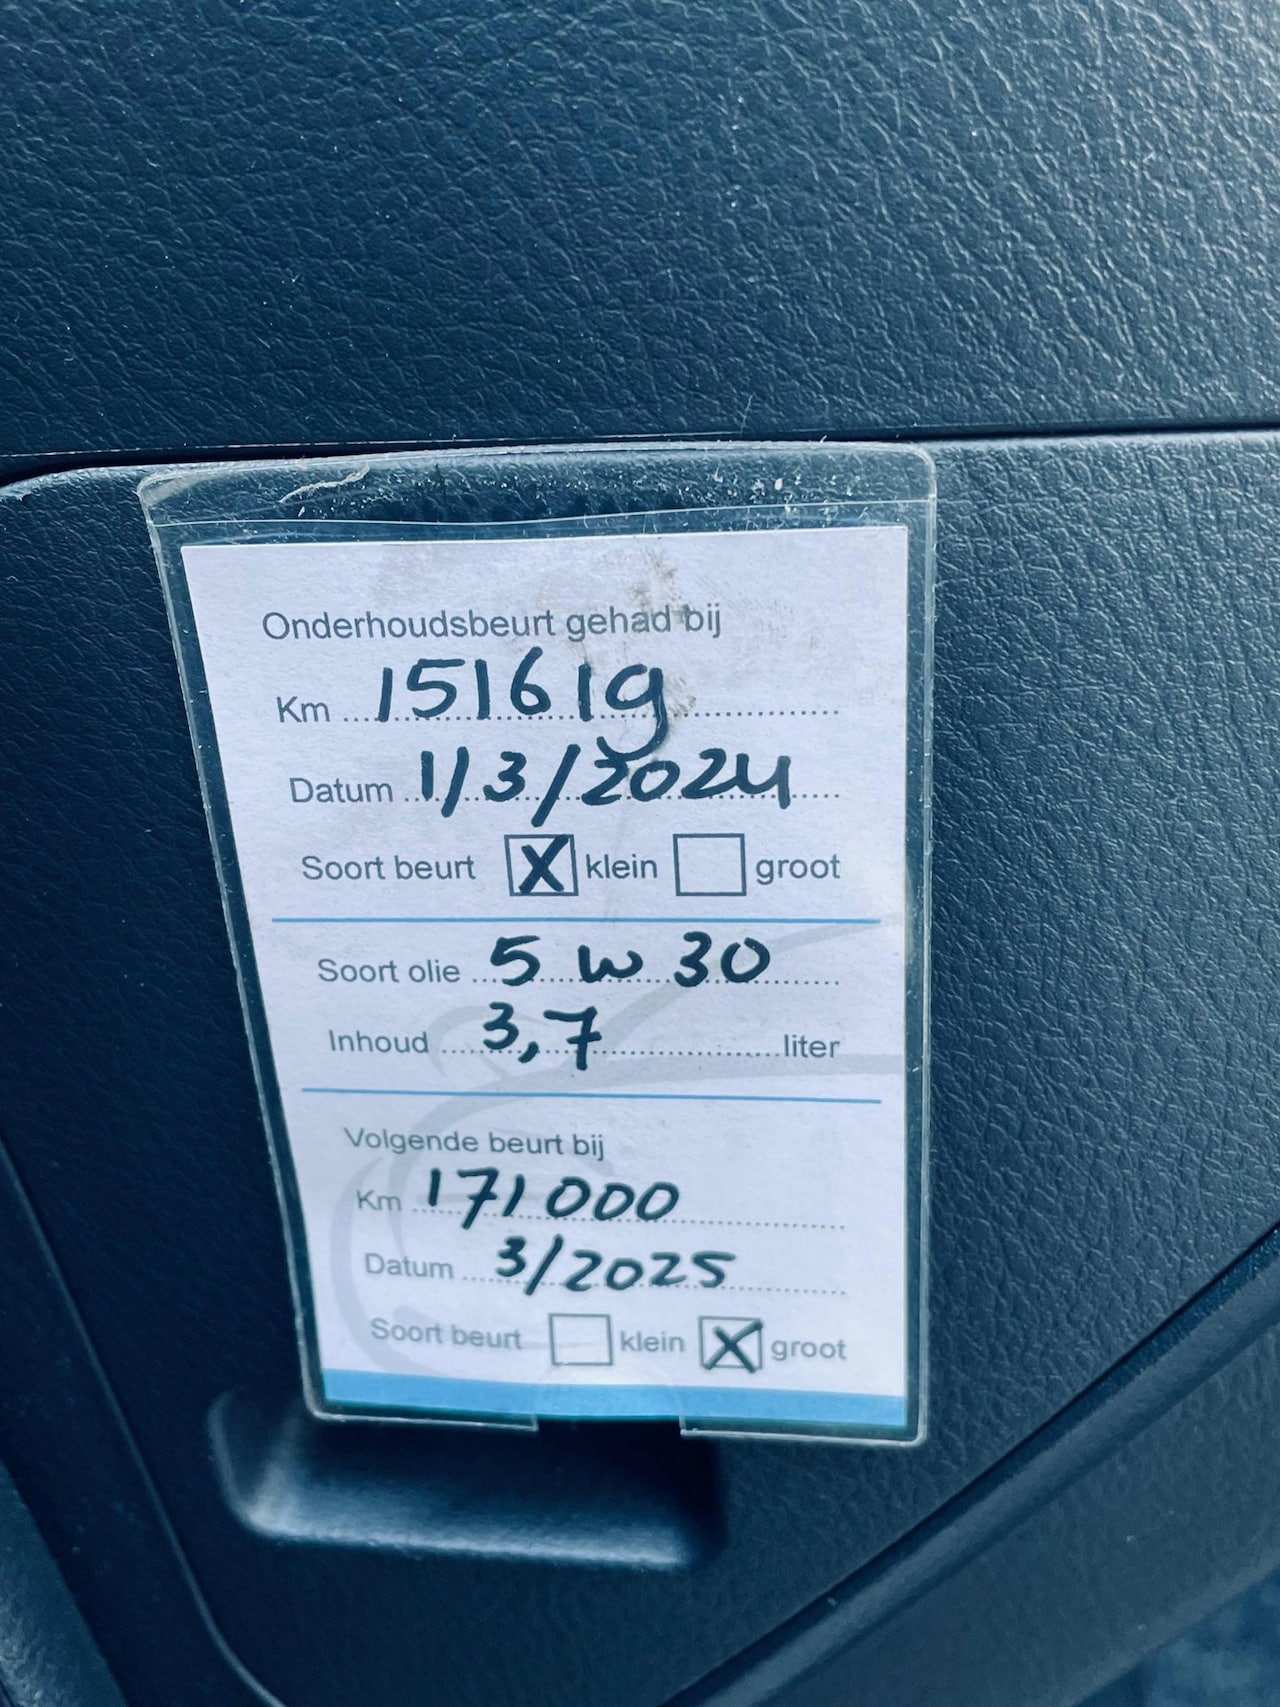 Onderhoudsbeurt gehad bij
Km 151619
Datum 1/3/2024
Soort beurt X klein groot
Soort olie 5 w 30
Inhoud 3,7 liter
Volgende beurt bij
Km 171000
Datum 3/2025
Soort beurt klein X groot